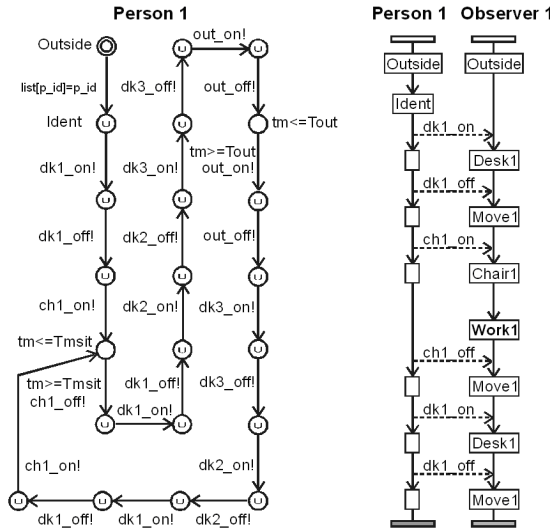 Person 1
Outside
list[p_id]=p_id
Ident
u
dk1_on!
u
dk1_off!
u
ch1_on!
tm<=Tmsit
tm>=Tmsit
ch1_off!
u
dk1_on!
u
dk1_off!
u
dk2_on!
u
dk2_off!
u
dk3_on!
u
dk3_off!
u
out_on!
u
out_off!
tm<=Tout
tm>=Tout
out_on!
u
out_off!
u
dk3_on!
u
dk3_off!
u
dk2_on!
u
dk2_off!
u
dk1_on!
u
dk1_off!
u
ch1_on!
Person 1 Observer 1
Outside Outside
Ident
dk1_on
Desk1
dk1_off
Move1
ch1_on
Chair1
Work1
ch1_off
Move1
dk1_on
Desk1
dk1_off
Move1